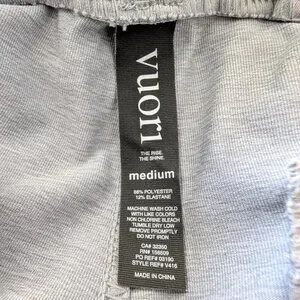 vuori
THE RISE.
THE SHINE.
medium
88% POLYESTER
12% ELASTANE
MACHINE WASH COLD
WITH LIKE COLORS
NON CHLORINE BLEACH
TUMBLE DRY LOW
REMOVE PROMPTLY
DO NOT IRON
CA# 32350
RN# 156609
PO REF# 00190
STYLE REF# V416
MADE IN CHINA